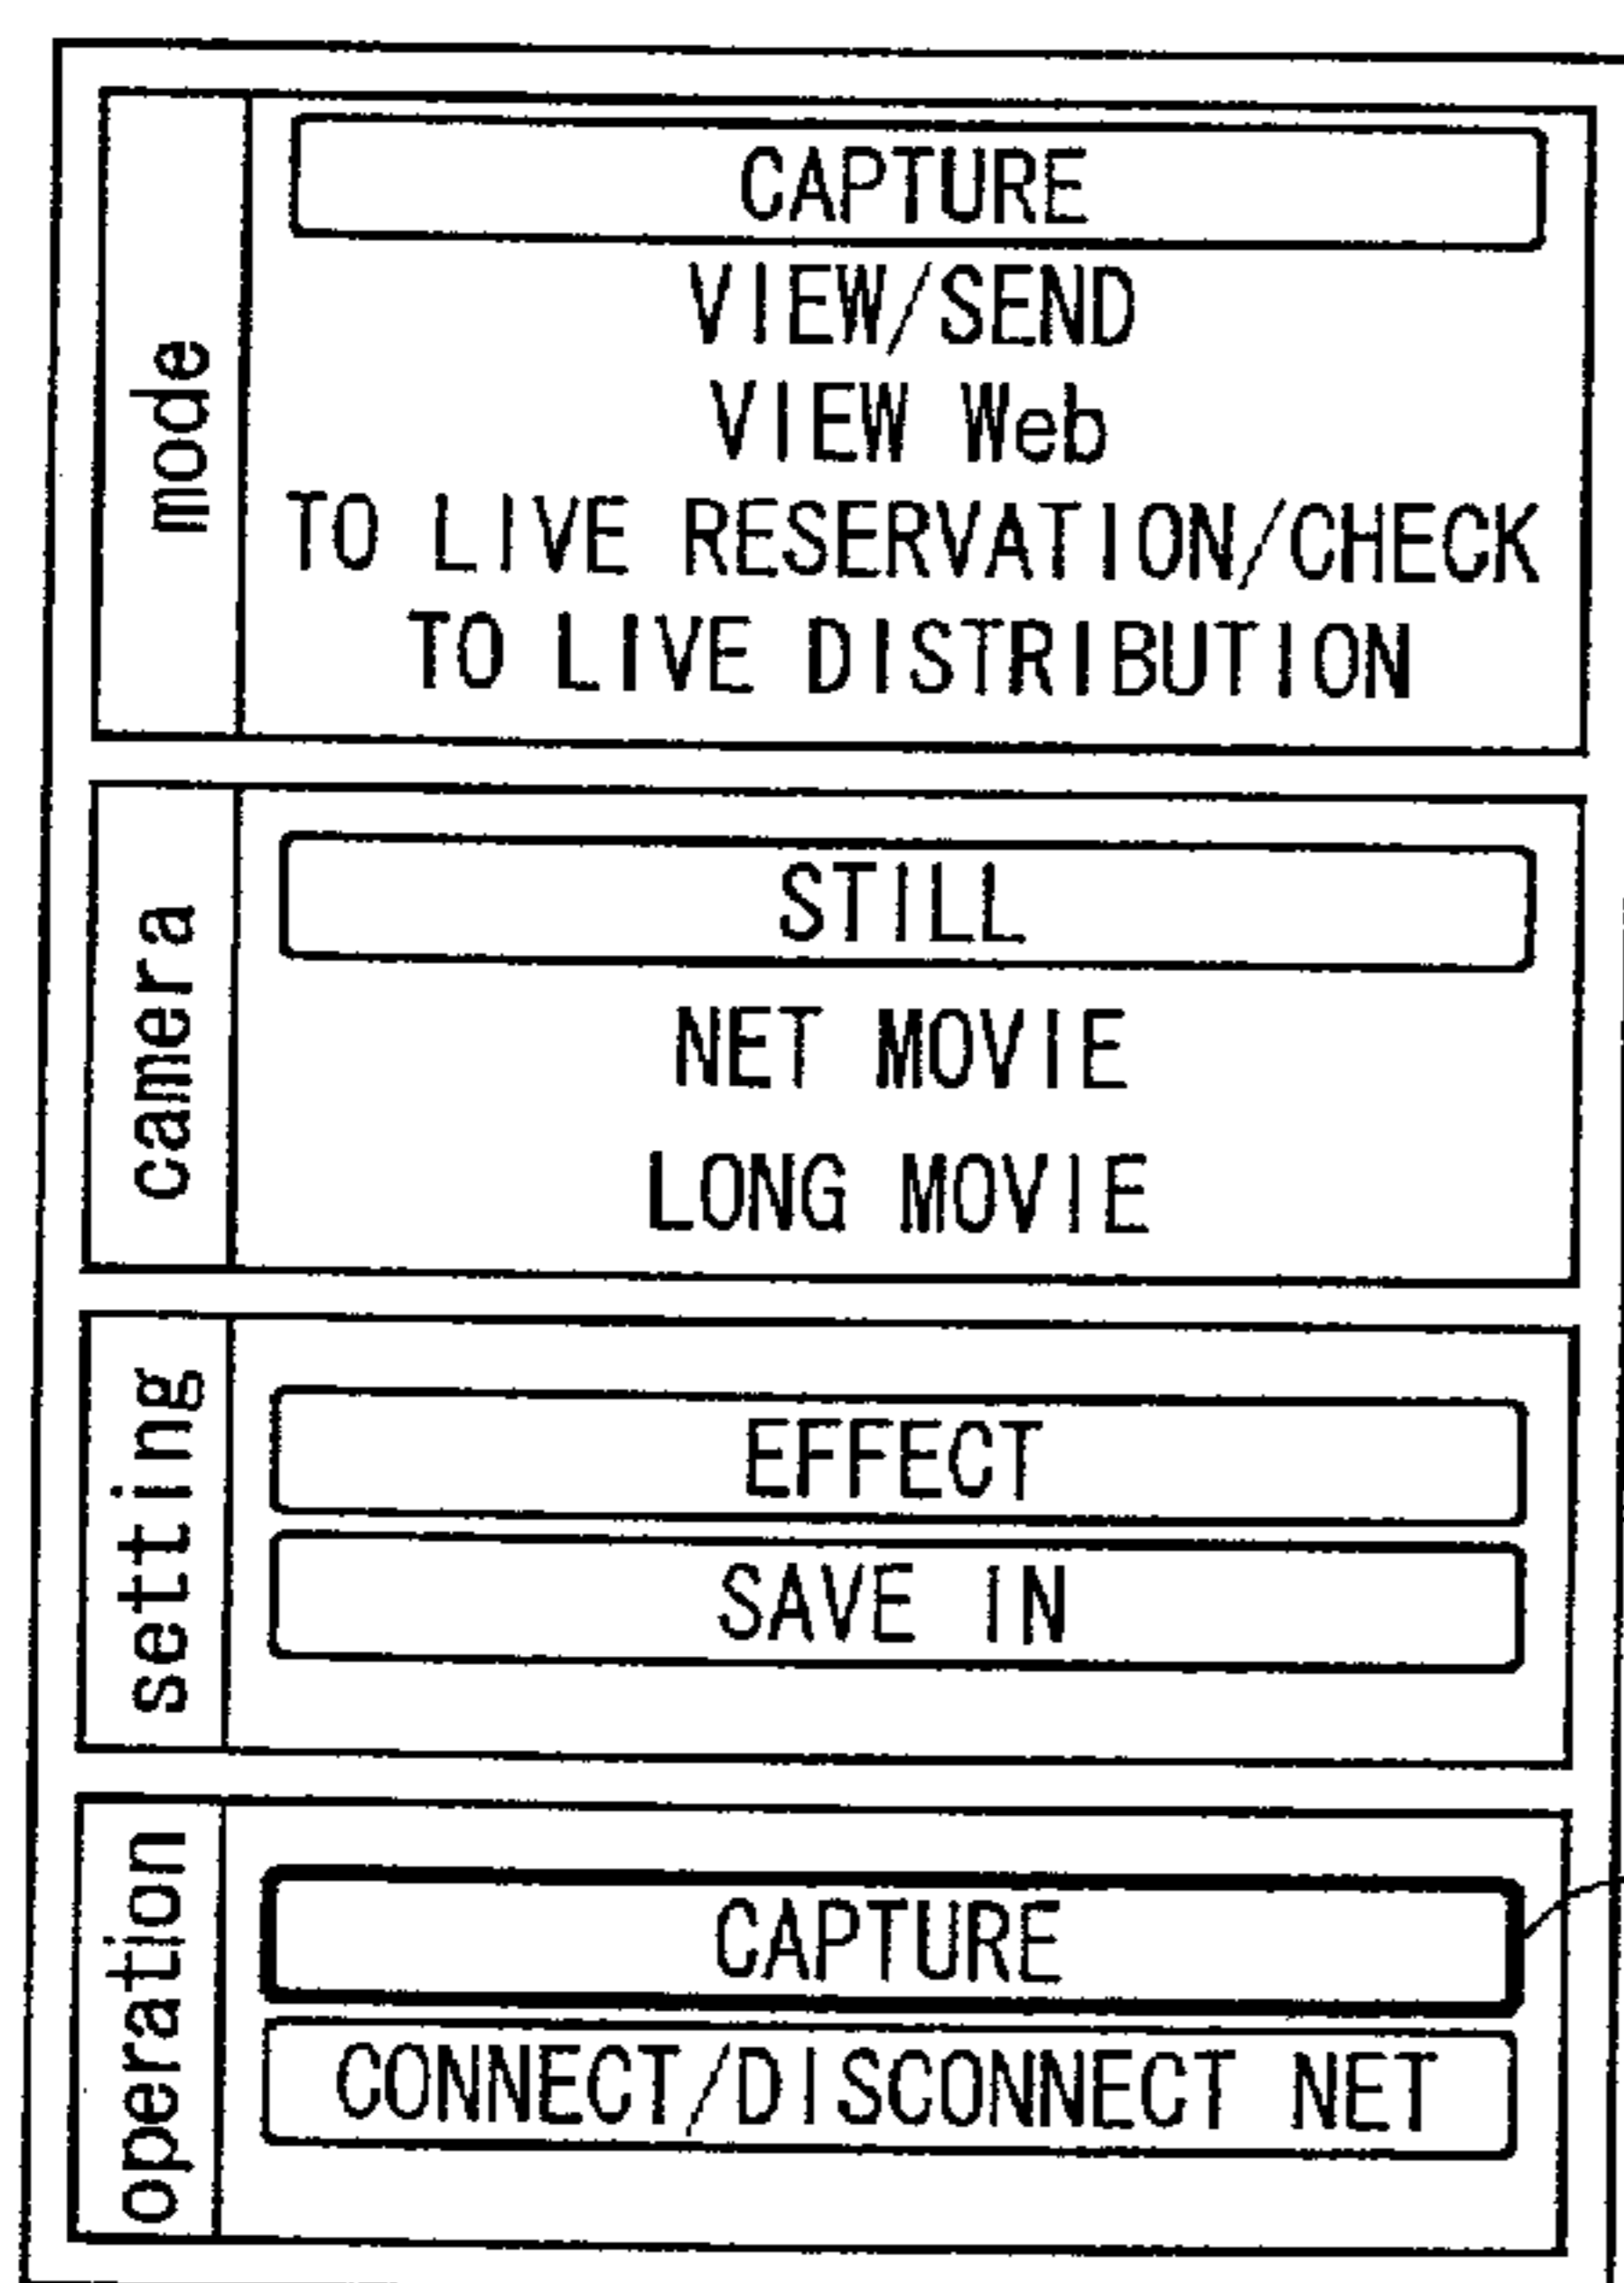 mode
CAPTURE
VIEW/SEND
VIEW Web
TO LIVE RESERVATION/CHECK
TO LIVE DISTRIBUTION
camera
STILL
NET MOVIE
LONG MOVIE
setting
EFFECT
SAVE IN
operation
CAPTURE
CONNECT/DISCONNECT NET